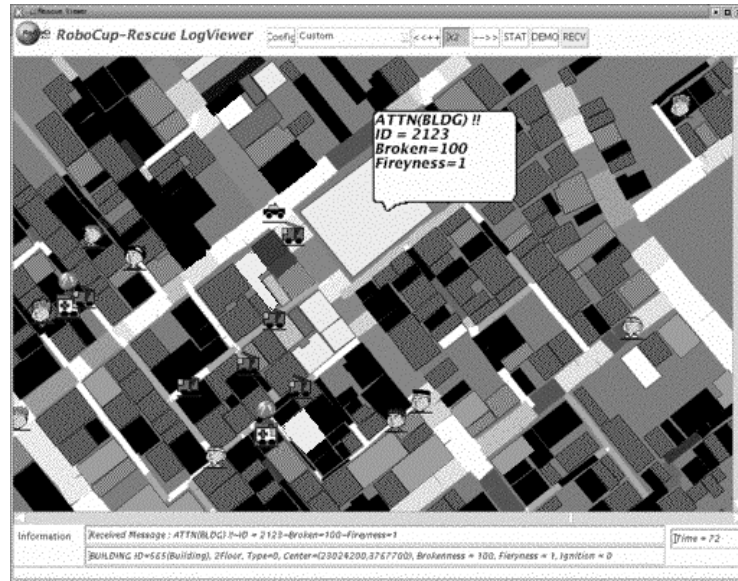 Rescue Viewer
RoboCup-Rescue LogViewer
Config Custom <<++ x2 -->> STAT DEMO RECV
ATTN(BLDG) !!
ID = 2123
Broken=100
Fireyness=1
Information
Received Message : ATTN(BLDG) !!-ID = 2123-Broken=100-Fireyness=1
BUILDING ID=565(Building), 2Floor, Type=0, Center=(23024200,3767700), Brokenness = 100, Fieryness = 1, Ignition = 0
Time = 72